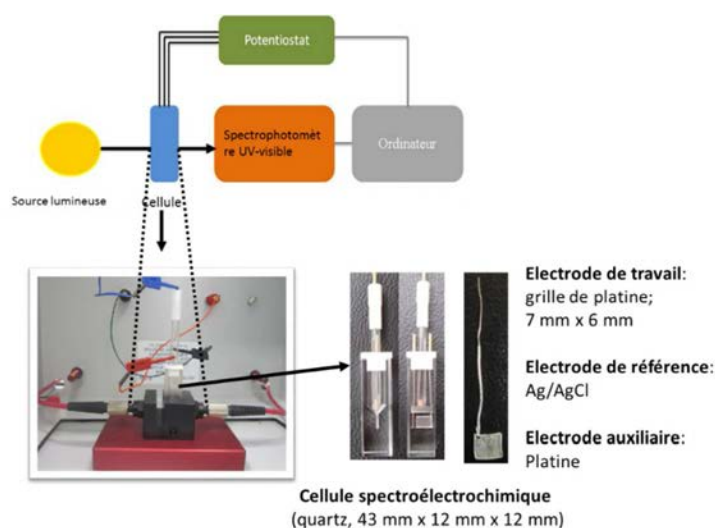 Potentiostat
Spectrophotomèt
re UV-visible
Ordinateur
Source lumineuse
Cellule
Electrode de travail:
grille de platine;
7 mm x 6 mm
Electrode de référence:
Ag/AgCl
Electrode auxiliaire:
Platine
Cellule spectroélectrochimique
(quartz, 43 mm x 12 mm x 12 mm)